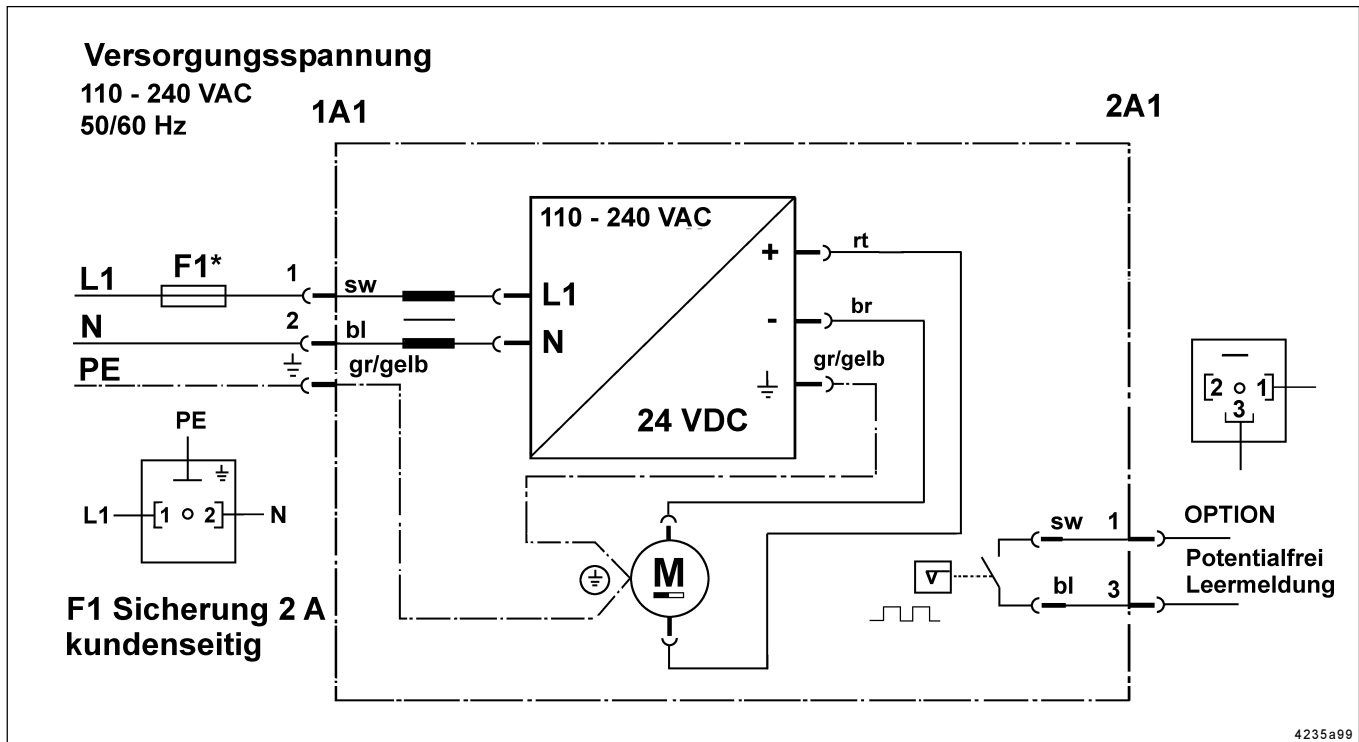 Versorgungsspannung
110 - 240 VAC
50/60 Hz
1A1
2A1
110 - 240 VAC
+
rt
L1
F1*
1
sw
L1
-
br
N
2
bl
N
gr/gelb
PE
gr/gelb
24 VDC
2 1
3
PE
L1
1 2
N
sw
1
OPTION
M
Potentialfrei
Leermeldung
bl
3
F1 Sicherung 2 A
kundenseitig
4235a99